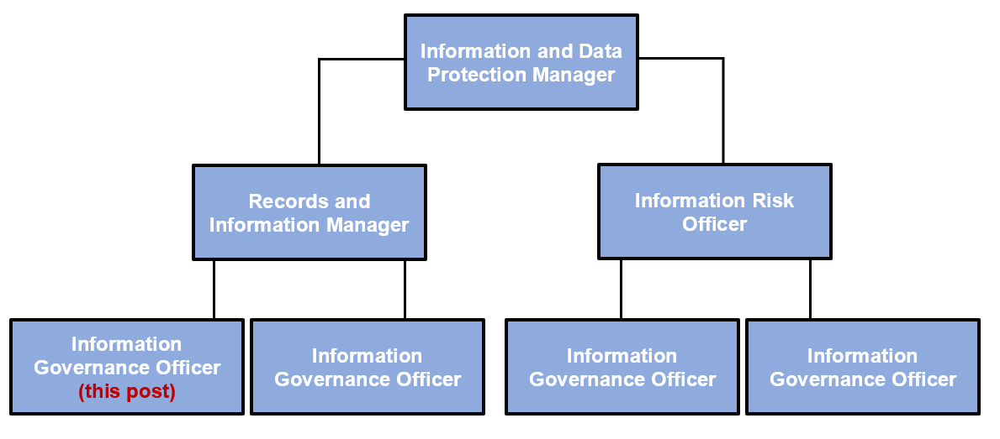 Information and Data
Protection Manager
Records and
Information Manager
Information Risk
Officer
Information
Governance Officer
(this post)
Information
Governance Officer
Information
Governance Officer
Information
Governance Officer